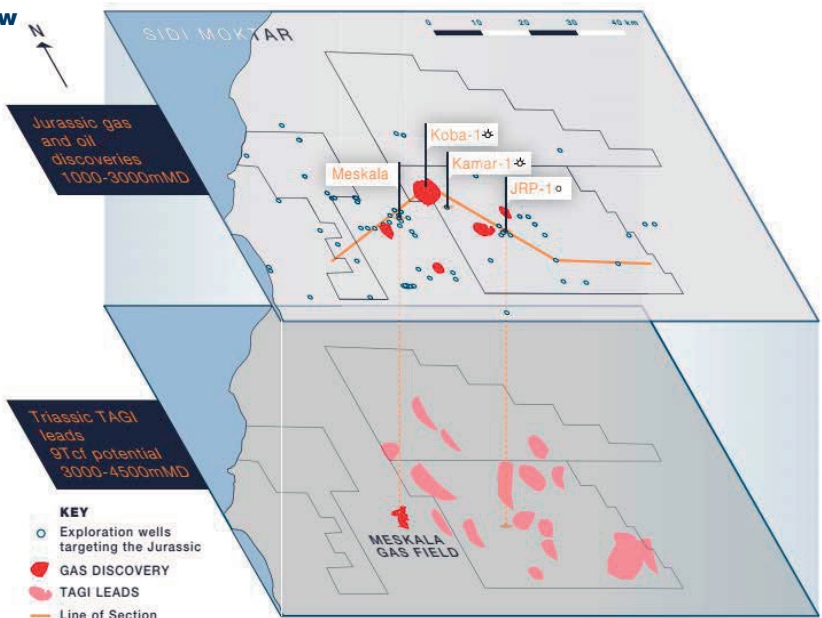 w
N
SIDI MOKTAR
0 10 20 30 40 km
Jurassic gas
and oil
discoveries
1000-3000mMD
Koba-1
Kamar-1
Meskala
JRP-1
Triassic TAGI
leads
9Tcf potential
3000-4500mMD
MESKALA
GAS FIELD
KEY
Exploration wells
targeting the Jurassic
GAS DISCOVERY
TAGI LEADS
Line of Section